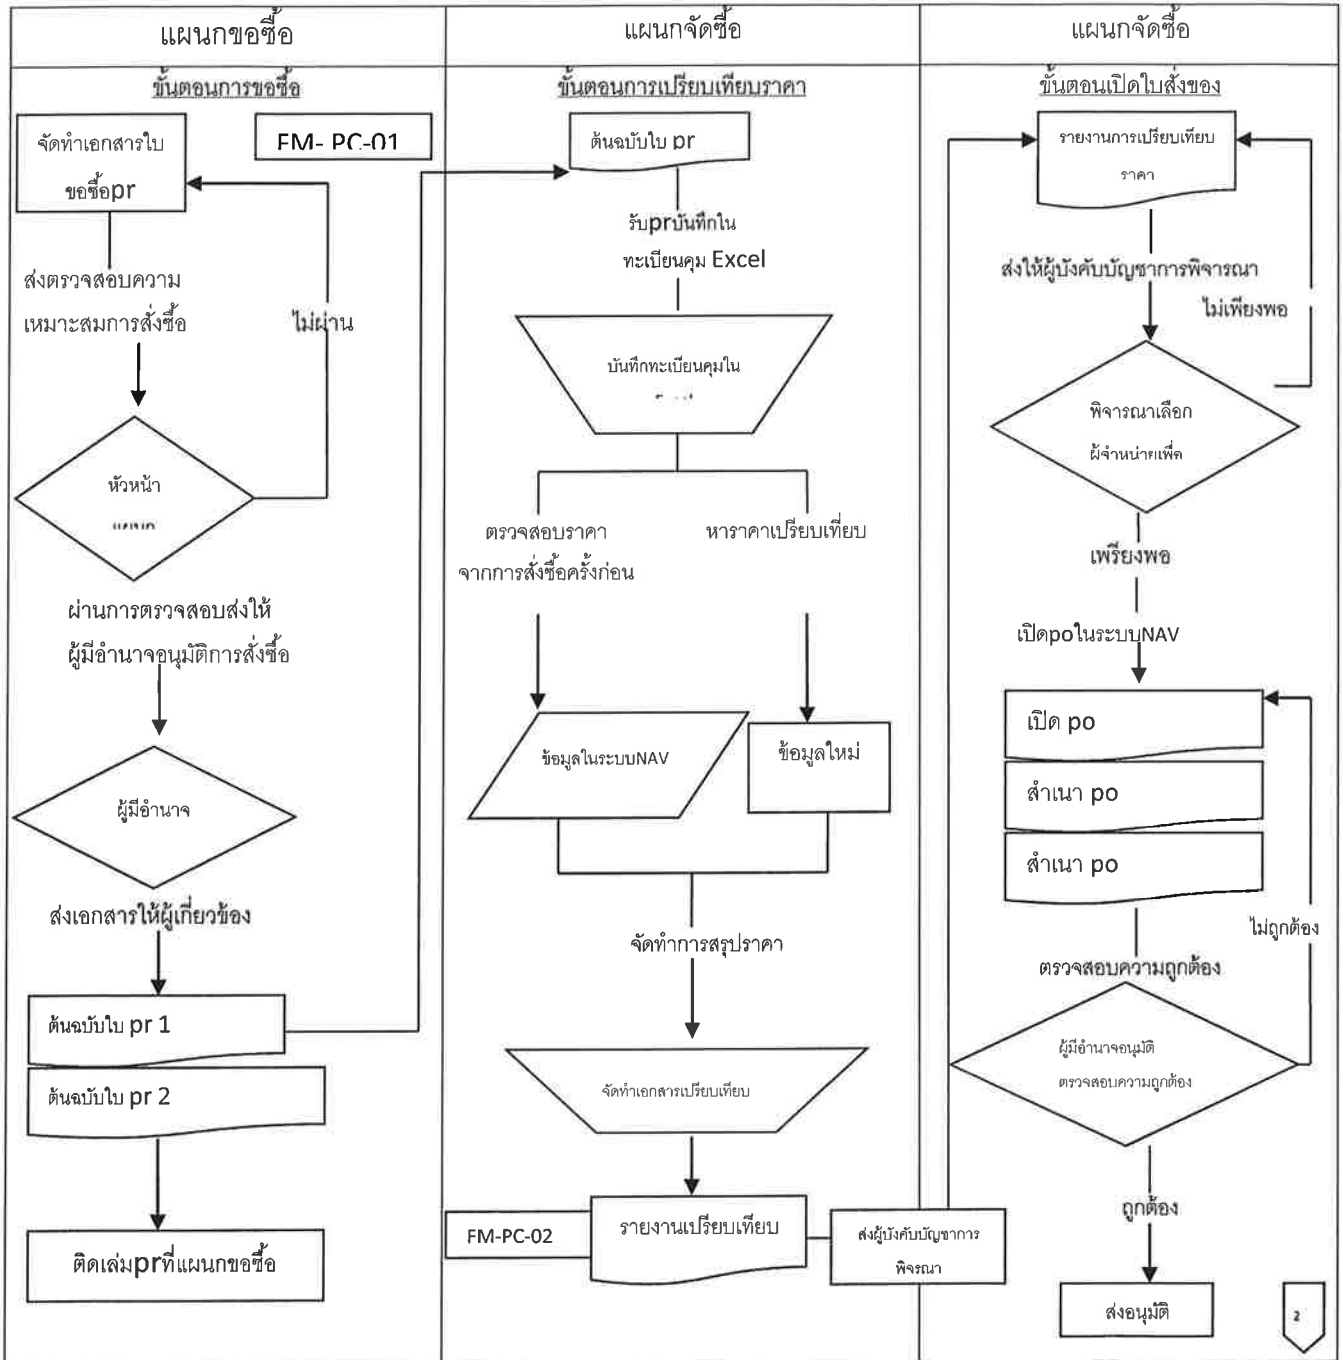 แผนกขอซื้อ
ขั้นตอนการขอซื้อ
จัดทำเอกสารใบ
ขอซื้อpr
FM- PC-01
ส่งตรวจสอบความ
เหมาะสมการสั่งซื้อ
ไม่ผ่าน
หัวหน้า
ผ่านการตรวจสอบส่งให้
ผู้มีอำนาจอนุมัติการสั่งซื้อ
ผู้มีอำนาจ
ส่งเอกสารให้ผู้เกี่ยวข้อง
ต้นฉบับใบ pr 1
ต้นฉบับใบ pr 2
ติดเล่มprที่แผนกขอซื้อ
แผนกจัดซื้อ
ขั้นตอนการเปรียบเทียบราคา
ต้นฉบับใบ pr
รับprบันทึกใน
ทะเบียนคุม Excel
บันทึกทะเบียนคุมใน
ตรวจสอบราคา
จากการสั่งซื้อครั้งก่อน
หาราคาเปรียบเที่ยบ
ข้อมูลในระบบNAV
ข้อมูลใหม่
จัดทำการสรุปราคา
จัดทำเอกสารเปรียบเทียบ
FM-PC-02
รายงานเปรียบเทียบ
ส่งผู้บังคับบัญชาการ
พิจรณา
แผนกจัดซื้อ
ขั้นตอนเปิดใบสั่งของ
รายงานการเปรียบเทียบ
ราคา
ส่งให้ผู้บังคับบัญชาการพิจารณา
ไม่เพียงพอ
พิจารณาเลือก
ผู้จำหน่ายเพื่อ
เพรียงพอ
เปิดpoในระบบNAV
เปิด po
สำเนา po
สำเนา po
ไม่ถูกต้อง
ตรวจสอบความถูกต้อง
ผู้มีอำนาจอนุมัติ
ตรวจสอบความถูกต้อง
ถูกต้อง
ส่งอนุมัติ
2